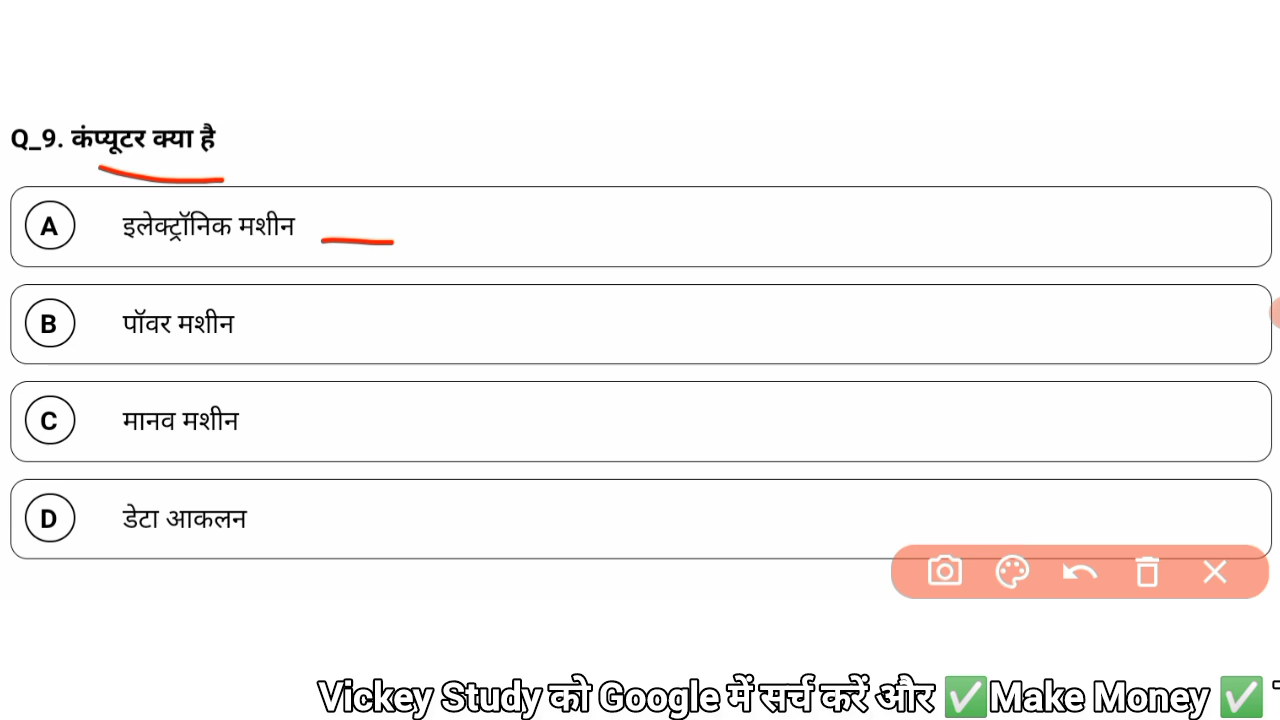 Q_9. कंप्यूटर क्या है
A इलेक्ट्रॉनिक मशीन
B पॉवर मशीन
C मानव मशीन
D डेटा आकलन
Vickey Study को Google में सर्च करें और ✅Make Money ✅